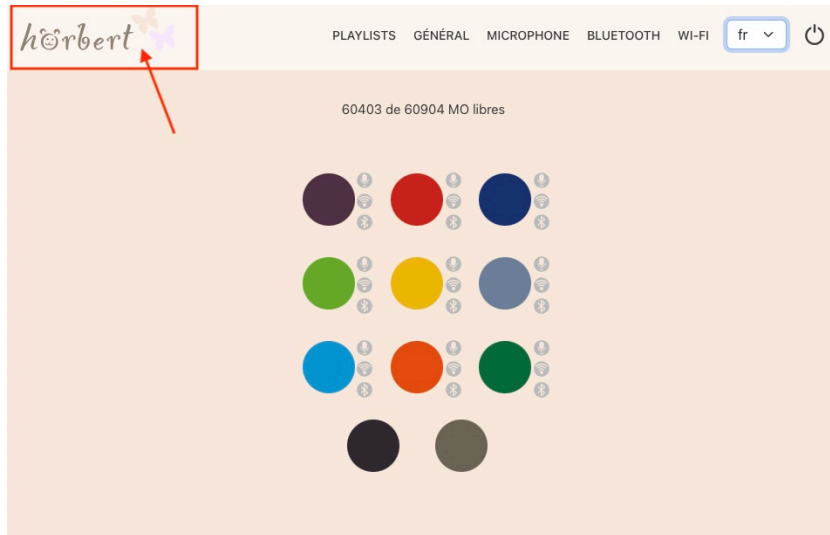 hörbert
PLAYLISTS GÉNÉRAL MICROPHONE BLUETOOTH WI-FI fr
60403 de 60904 MO libres